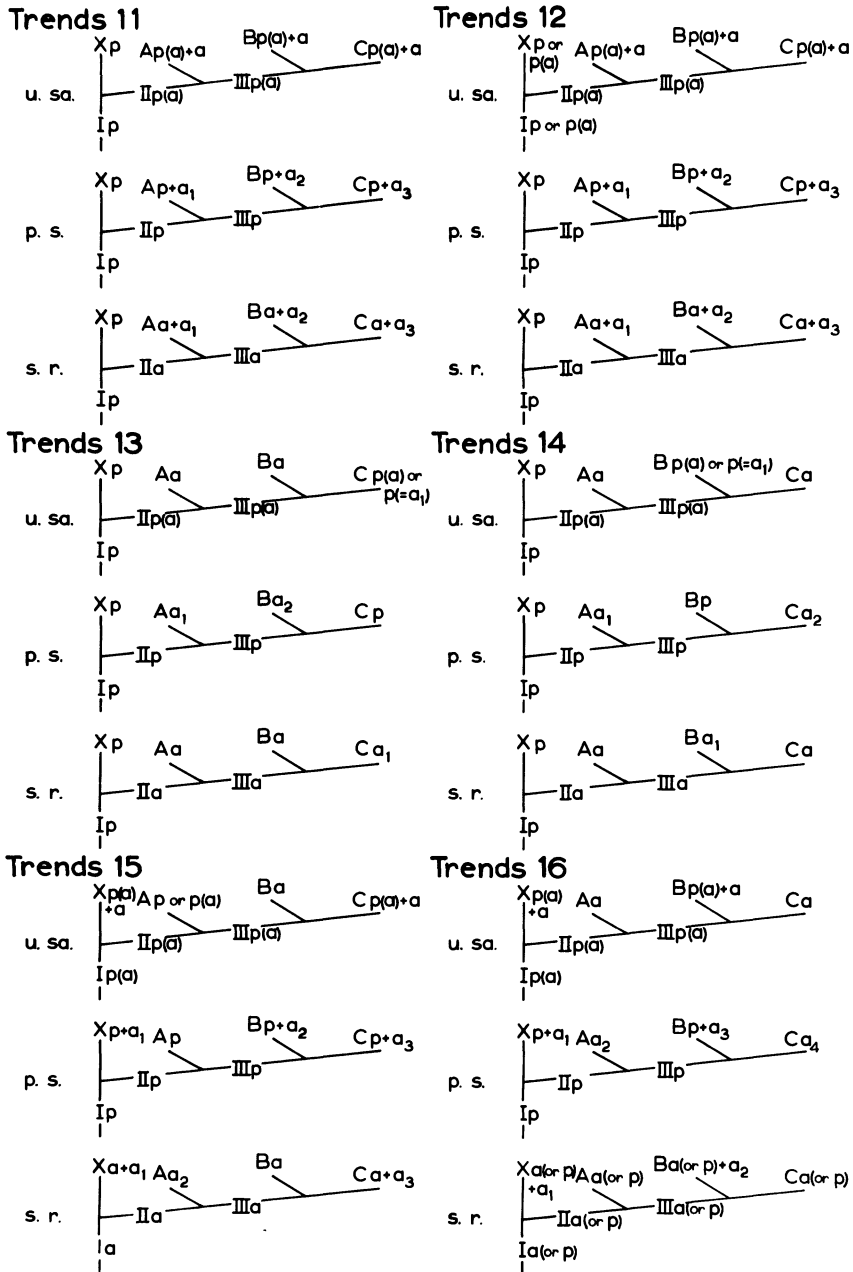 Trends 11
Xp Ap(a)+a Bp(a)+a Cp(a)+a
u. sa. IIp(a) IIIp(a)
Ip
Xp Ap+a1 Bp+a2 Cp+a3
p. s. IIp IIIp
Ip
Xp Aa+a1 Ba+a2 Ca+a3
s. r. IIa IIIa
Ip
Trends 12
Xp or Ap(a)+a Bp(a)+a Cp(a)+a
p(a)
u. sa. IIp(a) IIIp(a)
Ip or p(a)
Xp Ap+a1 Bp+a2 Cp+a3
p. s. IIp IIIp
Ip
Xp Aa+a1 Ba+a2 Ca+a3
s. r. IIa IIIa
Ip
Trends 13
Xp Aa Ba Cp(a) or
p(=a1)
u. sa. IIp(a) IIIp(a)
Ip
Xp Aa1 Ba2 Cp
p. s. IIp IIIp
Ip
Xp Aa Ba Ca1
s. r. IIa IIIa
Ip
Trends 14
Xp Aa Bp(a) or p(=a1) Ca
u. sa. IIp(a) IIIp(a)
Ip
Xp Aa1 Bp Ca2
p. s. IIp IIIp
Ip
Xp Aa Ba1 Ca
s. r. IIa IIIa
Ip
Trends 15
Xp(a) Ap or p(a) Ba Cp(a)+a
+a
u. sa. IIp(a) IIIp(a)
Ip(a)
Xp+a1 Ap Bp+a2 Cp+a3
p. s. IIp IIIp
Ip
Xa+a1 Aa2 Ba Ca+a3
s. r. IIa IIIa
Ia
Trends 16
Xp(a) Aa Bp(a)+a Ca
+a
u. sa. IIp(a) IIIp(a)
Ip(a)
Xp+a1 Aa2 Bp+a3 Ca4
p. s. IIp IIIp
Ip
Xa(or p) Aa(or p) Ba(or p)+a2 Ca(or p)
+a1
s. r. IIa(or p) IIIa(or p)
Ia(or p)